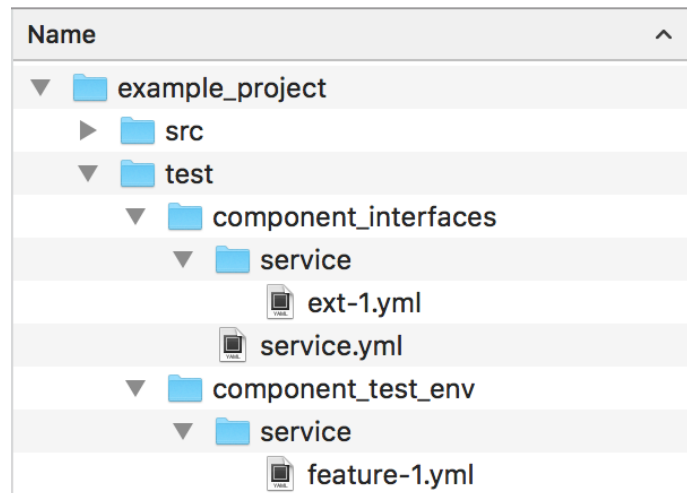 Name
example_project
src
test
component_interfaces
service
ext-1.yml
service.yml
component_test_env
service
feature-1.yml